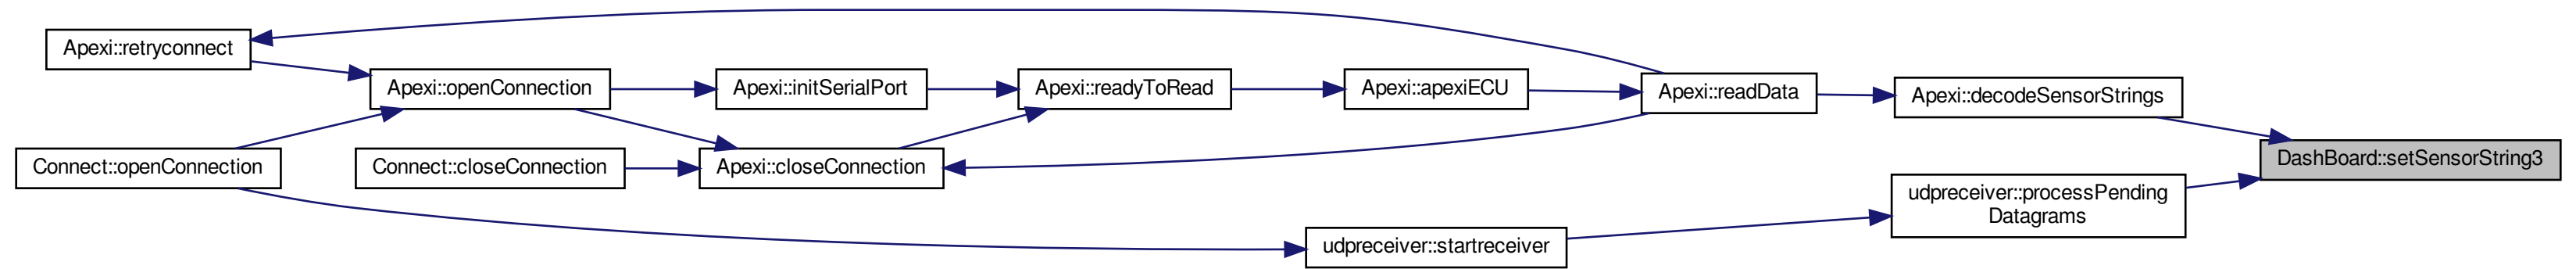 Apexi::retryconnect
Apexi::openConnection
Apexi::initSerialPort
Apexi::readyToRead
Apexi::apexiECU
Apexi::readData
Apexi::decodeSensorStrings
Connect::openConnection
Connect::closeConnection
Apexi::closeConnection
DashBoard::setSensorString3
udpreceiver::processPending
Datagrams
udpreceiver::startreceiver